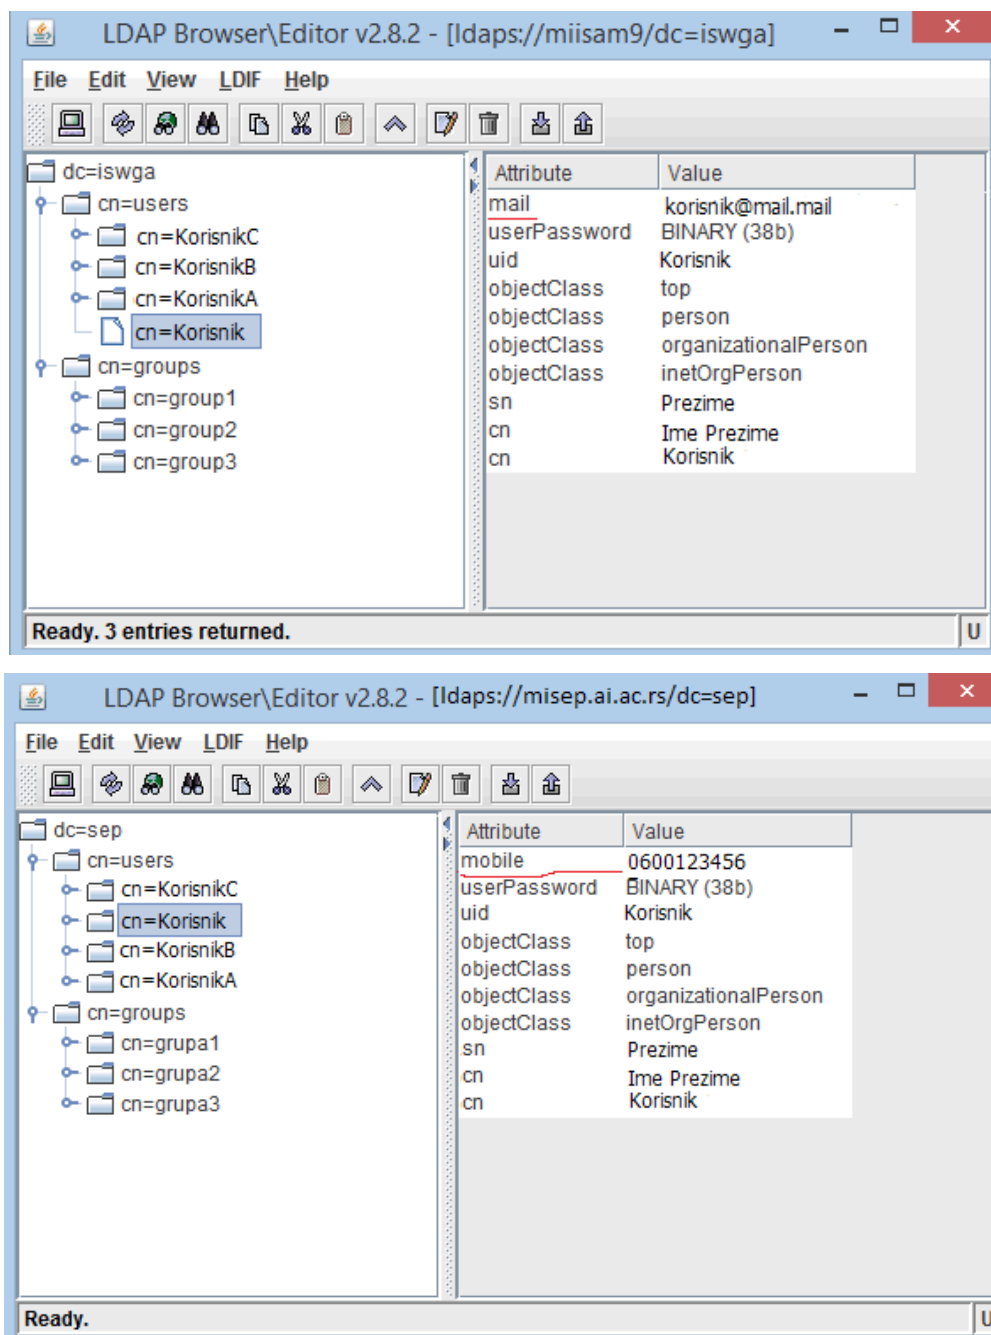 LDAP Browser\Editor v2.8.2 - [ldaps://miisam9/dc=iswga]
File Edit View LDIF Help
dc=iswga
cn=users
cn=KorisnikC
cn=KorisnikB
cn=KorisnikA
cn=Korisnik
cn=groups
cn=group1
cn=group2
cn=group3
Attribute Value
mail korisnik@mail.mail
userPassword BINARY (38b)
uid Korisnik
objectClass top
objectClass person
objectClass organizationalPerson
objectClass inetOrgPerson
sn Prezime
cn Ime Prezime
cn Korisnik
Ready. 3 entries returned. U
LDAP Browser\Editor v2.8.2 - [ldaps://misep.ai.ac.rs/dc=sep]
File Edit View LDIF Help
dc=sep
cn=users
cn=KorisnikC
cn=Korisnik
cn=KorisnikB
cn=KorisnikA
cn=groups
cn=grupa1
cn=grupa2
cn=grupa3
Attribute Value
mobile 0600123456
userPassword BINARY (38b)
uid Korisnik
objectClass top
objectClass person
objectClass organizationalPerson
objectClass inetOrgPerson
sn Prezime
cn Ime Prezime
cn Korisnik
Ready. U